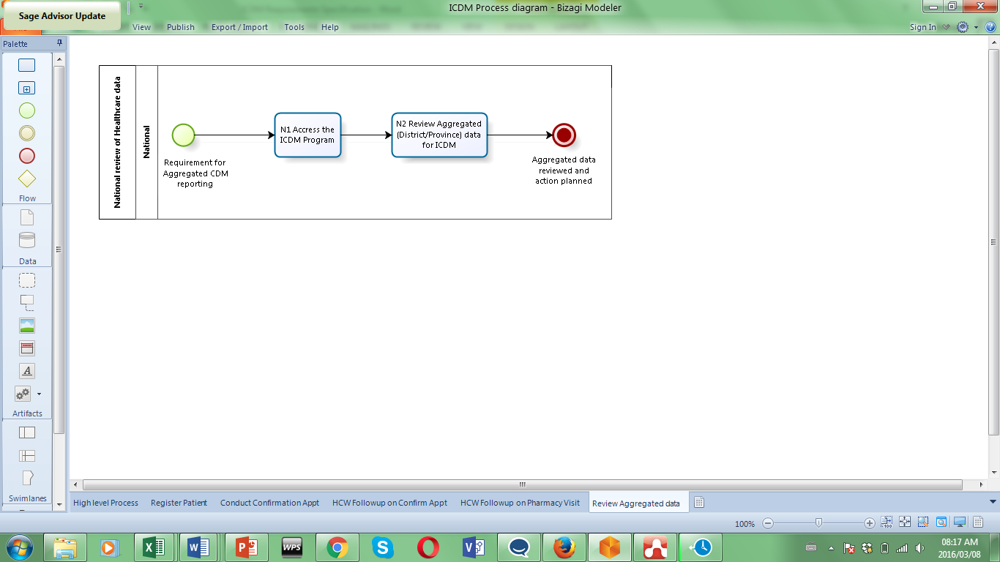 Sage Advisor Update
ICDM Process diagram - Bizagi Modeler
View Publish Export / Import Tools Help
Sign In
Palette
Flow
Data
Artifacts
Swimlanes
National review of Healthcare data
National
Requirement for
Aggregated CDM
reporting
N1 Accress the
ICDM Program
N2 Review Aggregated
(District/Province) data
for ICDM
Aggregated data
reviewed and
action planned
High level Process Register Patient Conduct Confirmation Appt HCW Followup on Confirm Appt HCW Followup on Pharmacy Visit Review Aggregated data
100%
WPS
08:17 AM
2016/03/08